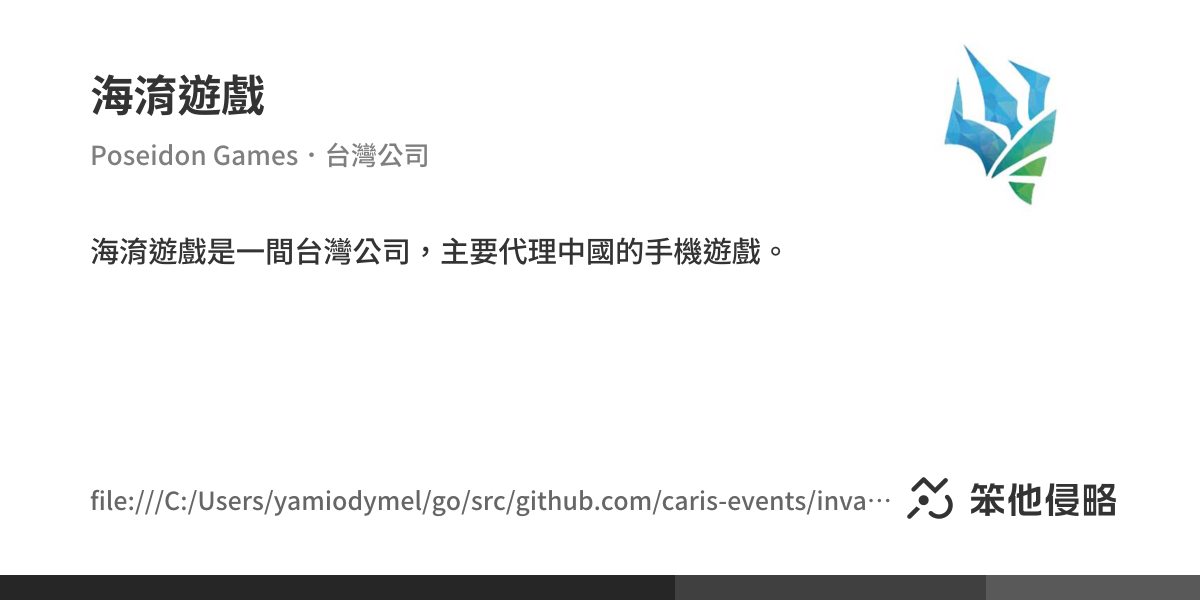 海淯遊戲
Poseidon Games・台灣公司
海淯遊戲是一間台灣公司，主要代理中國的手機遊戲。
file:///C:/Users/yamiodymel/go/src/github.com/caris-events/inva⋯
笨他侵略